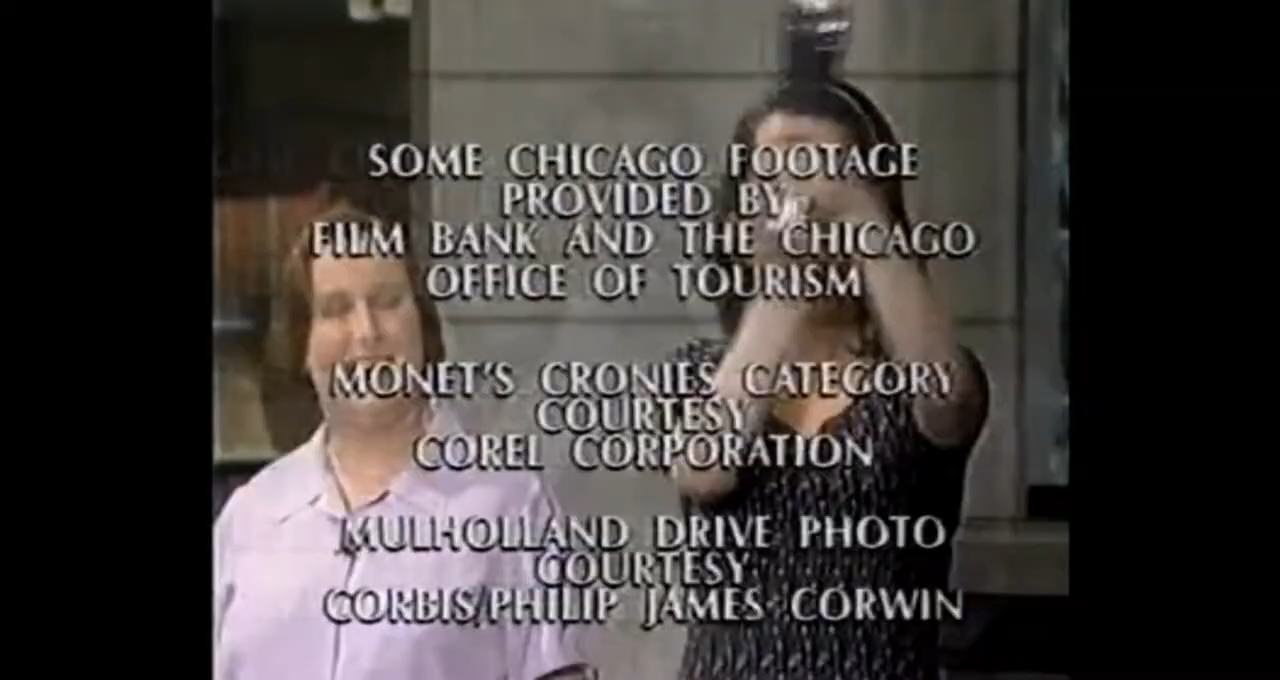 SOME CHICAGO FOOTAGE
PROVIDED BY
FILM BANK AND THE CHICAGO
OFFICE OF TOURISM
MONET'S CRONIES CATEGORY
COURTESY
COREL CORPORATION
MULHOLLAND DRIVE PHOTO
COURTESY
CORBIS/PHILIP JAMES CORWIN